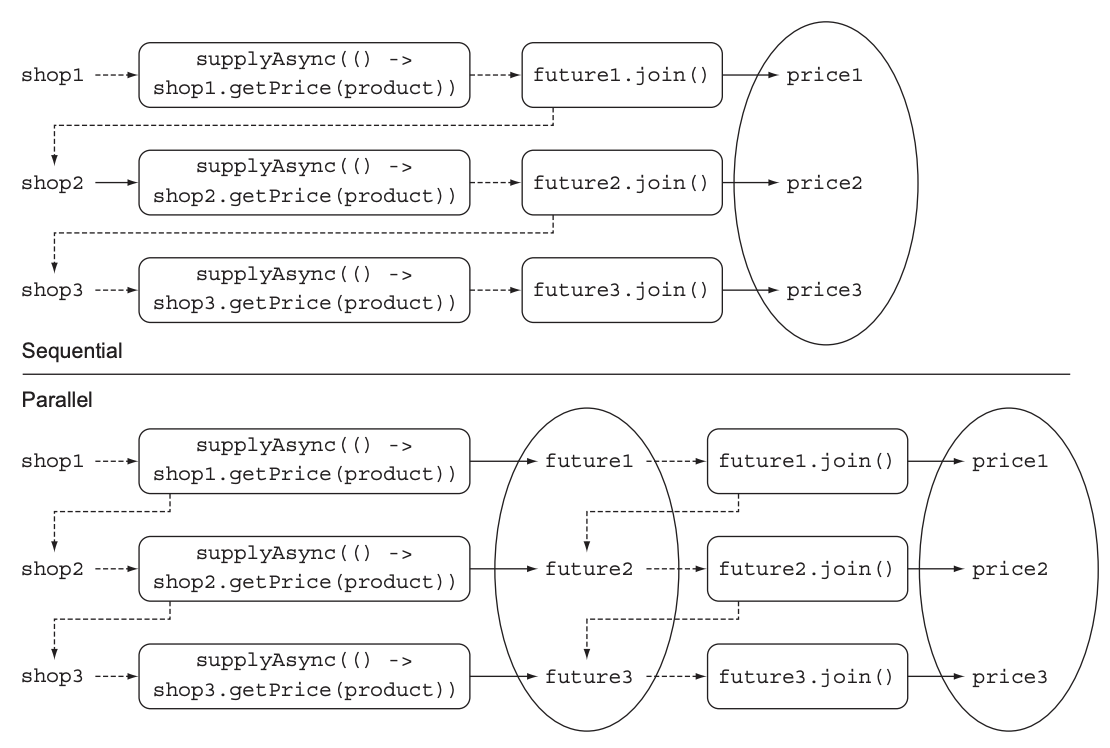 shop1
supplyAsync(() ->
shop1.getPrice(product))
future1.join()
price1
shop2
supplyAsync(() ->
shop2.getPrice(product))
future2.join()
price2
shop3
supplyAsync(() ->
shop3.getPrice(product))
future3.join()
price3
Sequential
Parallel
shop1
supplyAsync(() ->
shop1.getPrice(product))
future1
future1.join()
price1
shop2
supplyAsync(() ->
shop2.getPrice(product))
future2
future2.join()
price2
shop3
supplyAsync(() ->
shop3.getPrice(product))
future3
future3.join()
price3